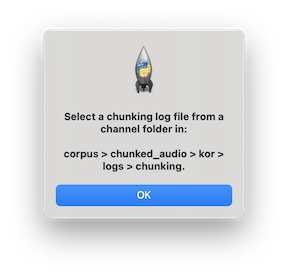 Select a chunking log file from a
channel folder in:
corpus > chunked_audio > kor >
logs > chunking.
OK